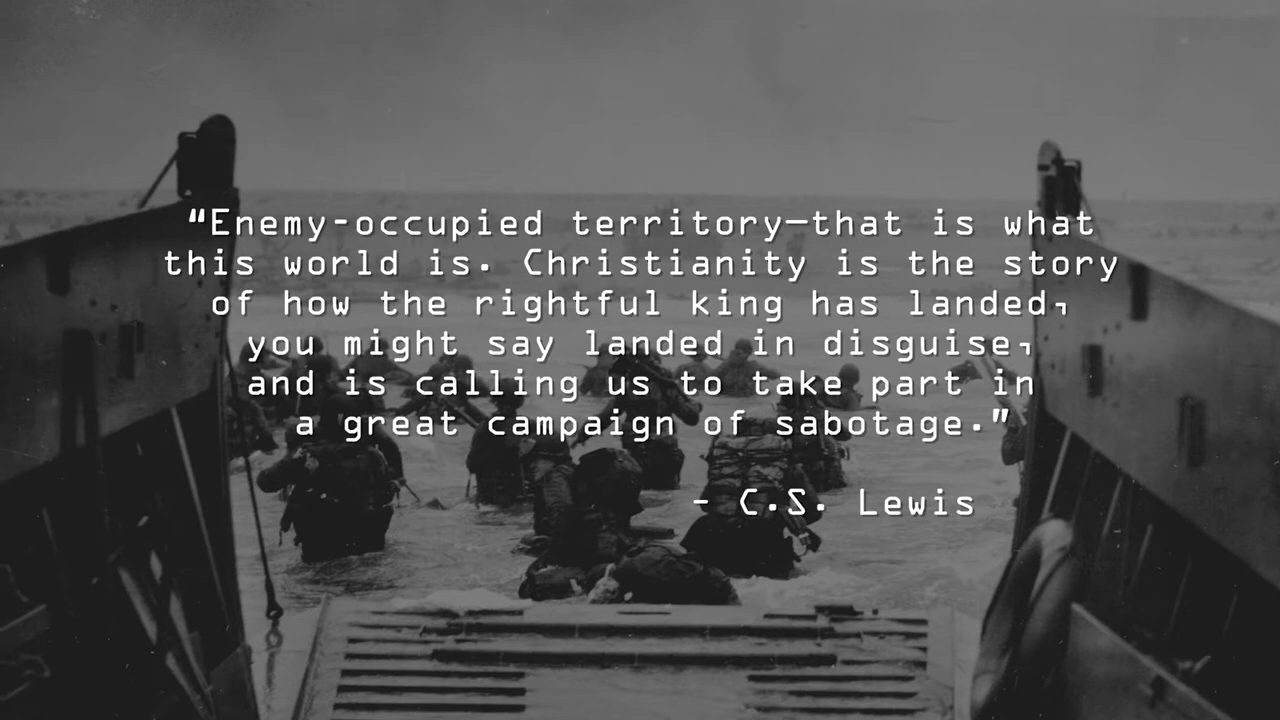 “Enemy-occupied territory—that is what
this world is. Christianity is the story
of how the rightful king has landed,
you might say landed in disguise,
and is calling us to take part in
a great campaign of sabotage.”
- C.S. Lewis